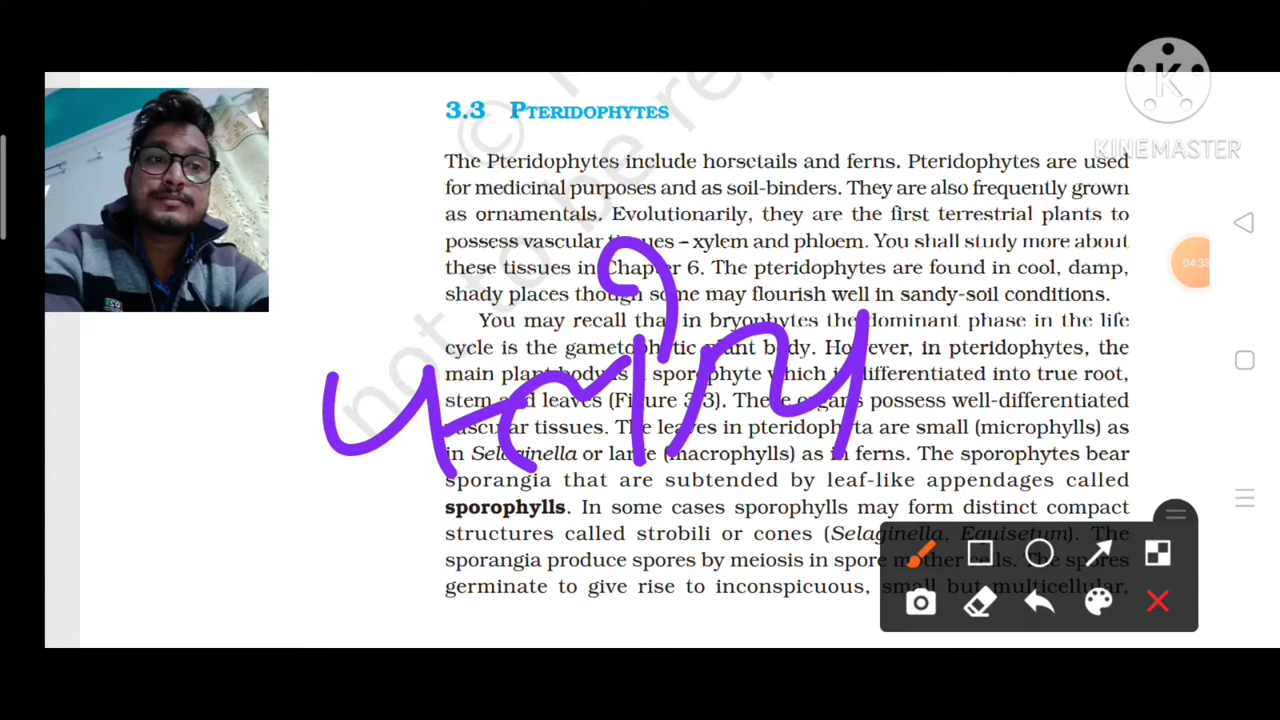 KINEMASTER
3.3 PTERIDOPHYTES
The Pteridophytes include horsetails and ferns. Pteridophytes are used
for medicinal purposes and as soil-binders. They are also frequently grown
as ornamentals. Evolutionarily, they are the first terrestrial plants to
possess vascular tissues – xylem and phloem. You shall study more about
these tissues in Chapter 6. The pteridophytes are found in cool, damp,
shady places though some may flourish well in sandy-soil conditions.
You may recall that in bryophytes the dominant phase in the life
cycle is the gametophytic plant body. However, in pteridophytes, the
main plant body is a sporophyte which is differentiated into true root,
stem and leaves (Figure 3.3). These organs possess well-differentiated
vascular tissues. The leaves in pteridophyta are small (microphylls) as
in Selaginella or large (macrophylls) as in ferns. The sporophytes bear
sporangia that are subtended by leaf-like appendages called
sporophylls. In some cases sporophylls may form distinct compact
structures called strobili or cones (Selaginella, Equisetum). The
sporangia produce spores by meiosis in spore mother cells. The spores
germinate to give rise to inconspicuous, small but multicellular,
© not to be re
04:38